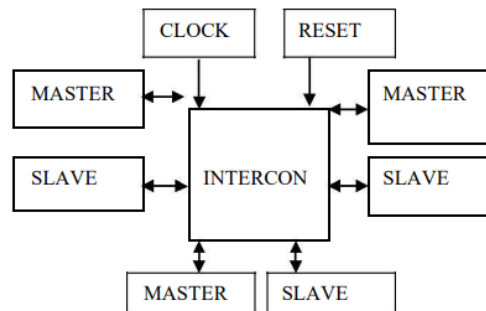 CLOCK
RESET
MASTER
MASTER
SLAVE
INTERCON
SLAVE
MASTER
SLAVE